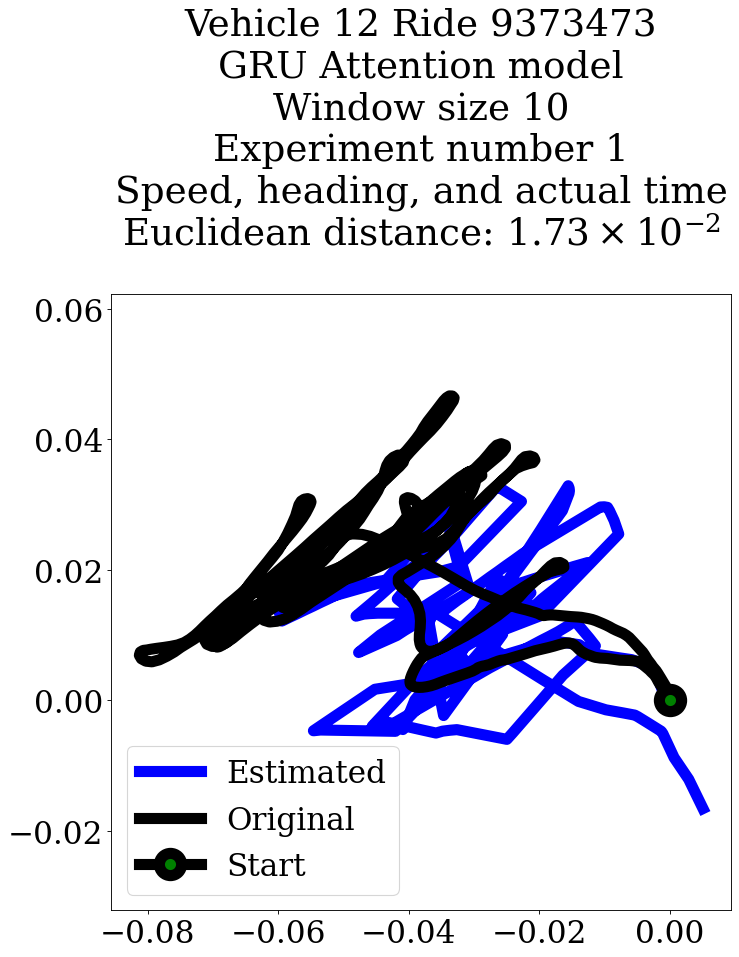 Vehicle 12 Ride 9373473
GRU Attention model
Window size 10
Experiment number 1
Speed, heading, and actual time
Euclidean distance: 1.73 × 10⁻²
0.06
0.04
0.02
0.00
−0.02
Estimated
Original
Start
−0.08 −0.06 −0.04 −0.02 0.00